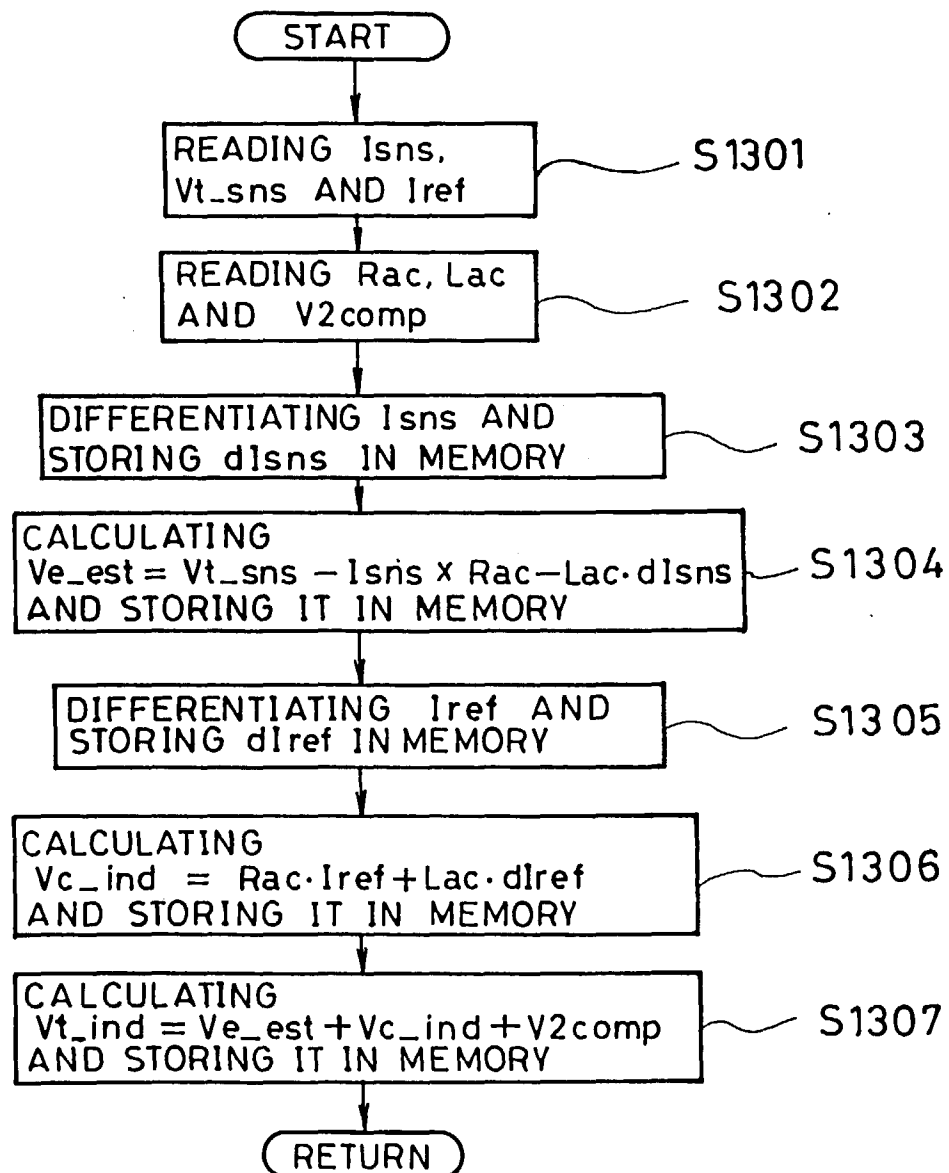 START
READING Isns,
Vt_sns AND Iref
S1301
READING Rac, Lac
AND V2comp
S1302
DIFFERENTIATING Isns AND
STORING dIsns IN MEMORY
S1303
CALCULATING
Ve_est = Vt_sns - Isns x Rac-Lac·dIsns
AND STORING IT IN MEMORY
S1304
DIFFERENTIATING Iref AND
STORING dIref IN MEMORY
S1305
CALCULATING
Vc_ind = Rac·Iref+Lac·dIref
AND STORING IT IN MEMORY
S1306
CALCULATING
Vt_ind = Ve_est+Vc_ind+V2comp
AND STORING IT IN MEMORY
S1307
RETURN